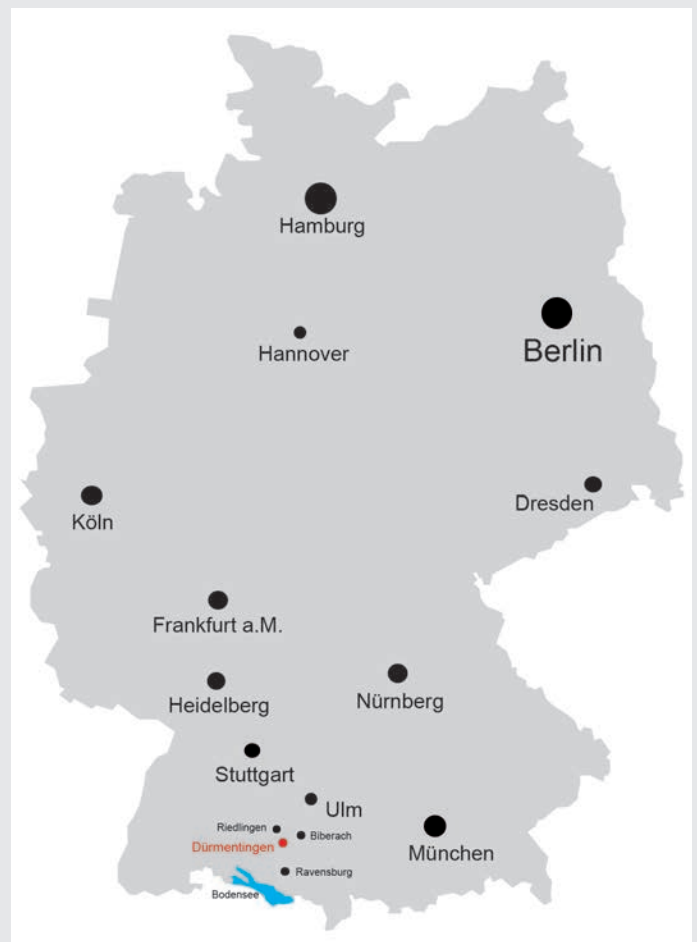 Hamburg
Hannover
Berlin
Köln
Dresden
Frankfurt a.M.
Heidelberg
Nürnberg
Stuttgart
Ulm
Riedlingen
Biberach
Dürmentingen
München
Ravensburg
Bodensee